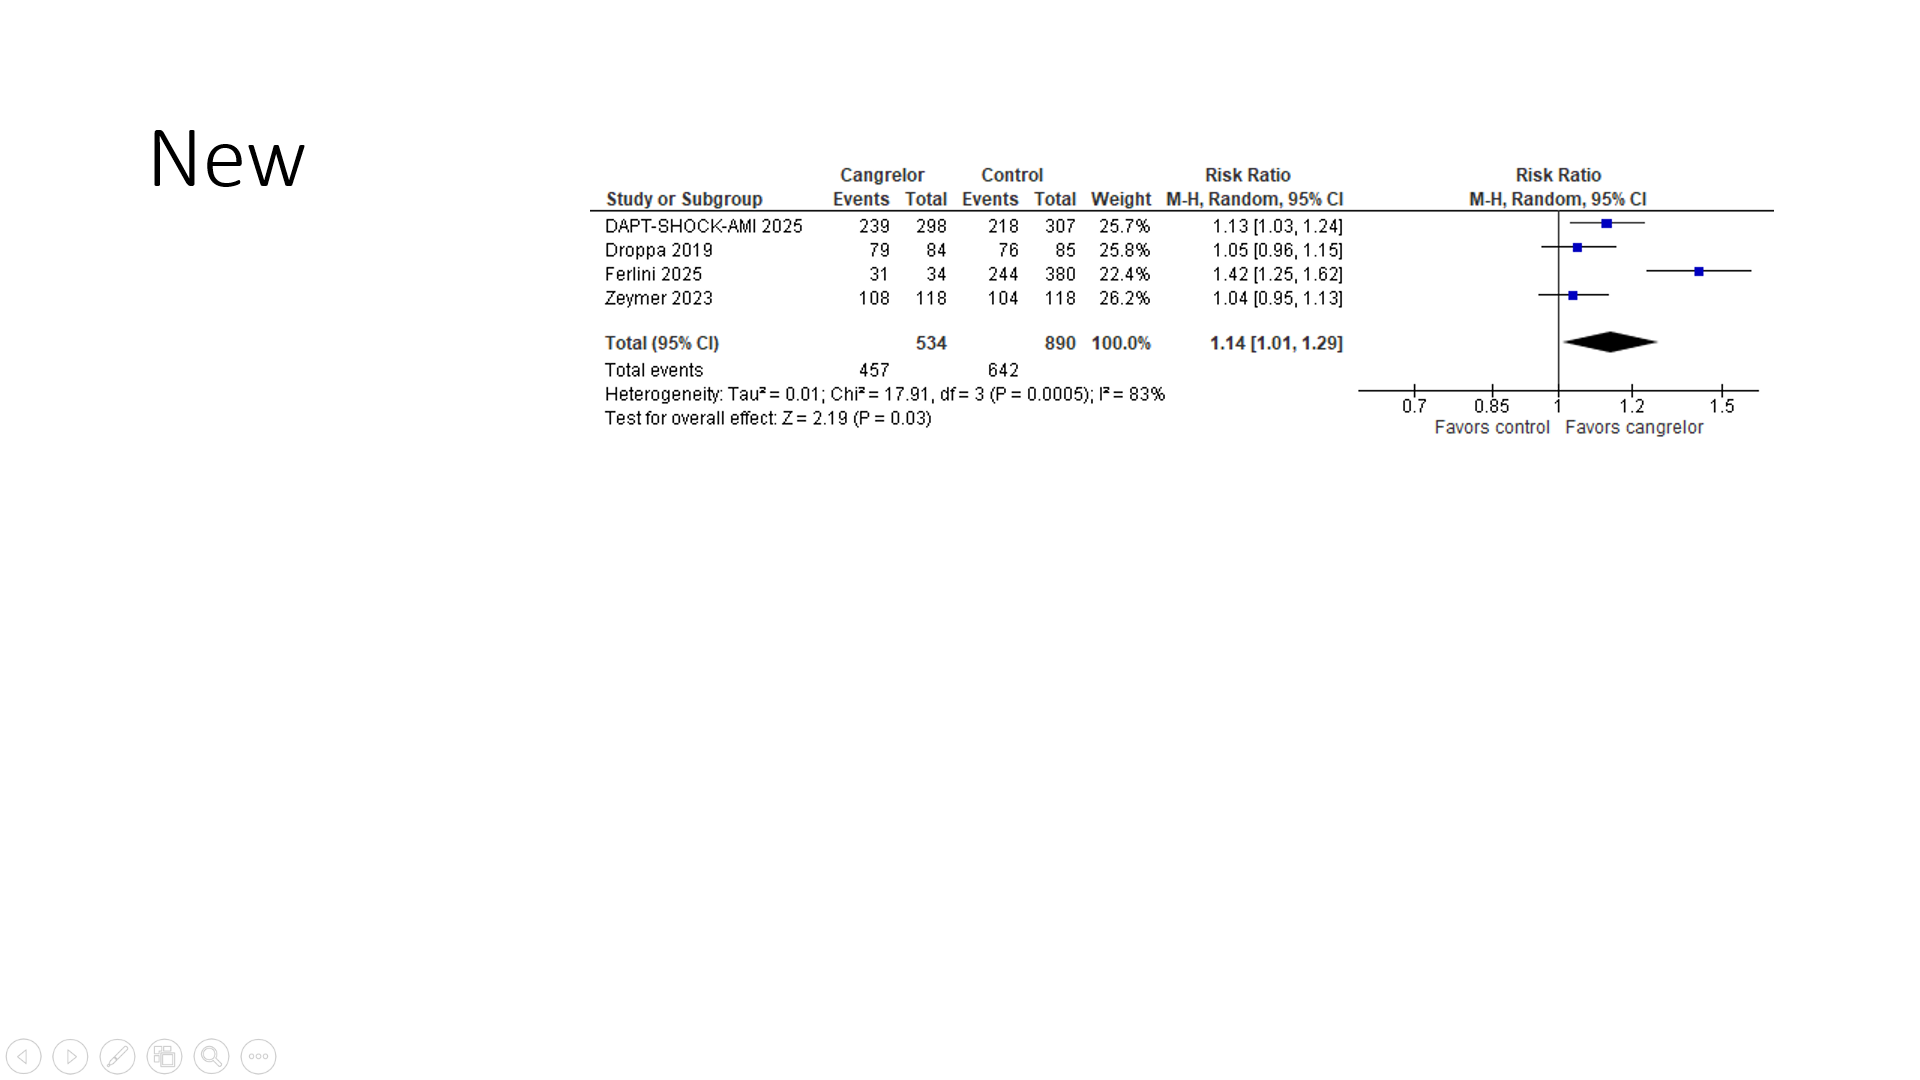 New
Cangrelor Control Risk Ratio Risk Ratio
Study or Subgroup Events Total Events Total Weight M-H, Random, 95% CI M-H, Random, 95% CI
DAPT-SHOCK-AMI 2025 239 298 218 307 25.7% 1.13 [1.03, 1.24]
Droppa 2019 79 84 76 85 25.8% 1.05 [0.96, 1.15]
Ferlini 2025 31 34 244 380 22.4% 1.42 [1.25, 1.62]
Zeymer 2023 108 118 104 118 26.2% 1.04 [0.95, 1.13]
Total (95% CI) 534 890 100.0% 1.14 [1.01, 1.29]
Total events 457 642
Heterogeneity: Tau² = 0.01; Chi² = 17.91, df = 3 (P = 0.0005); I² = 83%
Test for overall effect: Z = 2.19 (P = 0.03)
0.7 0.85 1 1.2 1.5
Favors control Favors cangrelor